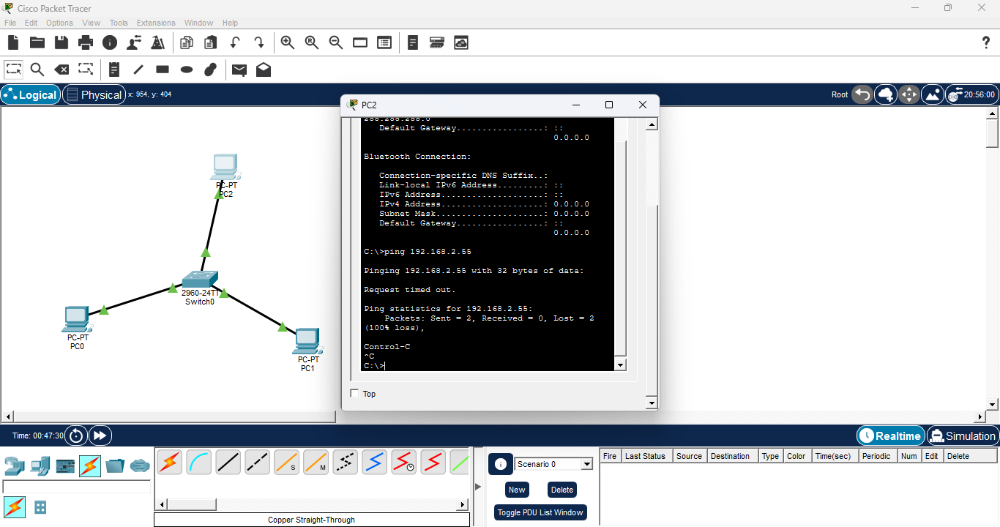 Cisco Packet Tracer
File Edit Options View Tools Extensions Window Help
Logical Physical x: 954, y: 404 Root 20:56:00
PC2
255.255.255.0
Default Gateway.................: ::
0.0.0.0
Bluetooth Connection:
Connection-specific DNS Suffix..:
Link-local IPv6 Address.........: ::
IPv6 Address....................: ::
IPv4 Address....................: 0.0.0.0
Subnet Mask.....................: 0.0.0.0
Default Gateway.................: ::
0.0.0.0
C:\>ping 192.168.2.55
Pinging 192.168.2.55 with 32 bytes of data:
Request timed out.
Ping statistics for 192.168.2.55:
Packets: Sent = 2, Received = 0, Lost = 2
(100% loss),
Control-C
^C
C:\>
Top
PC-PT
PC2
2960-24TT
Switch0
PC-PT
PC0
PC-PT
PC1
Time: 00:47:30 Realtime Simulation
S
M
Copper Straight-Through
Scenario 0
New Delete
Toggle PDU List Window
Fire Last Status Source Destination Type Color Time(sec) Periodic Num Edit Delete